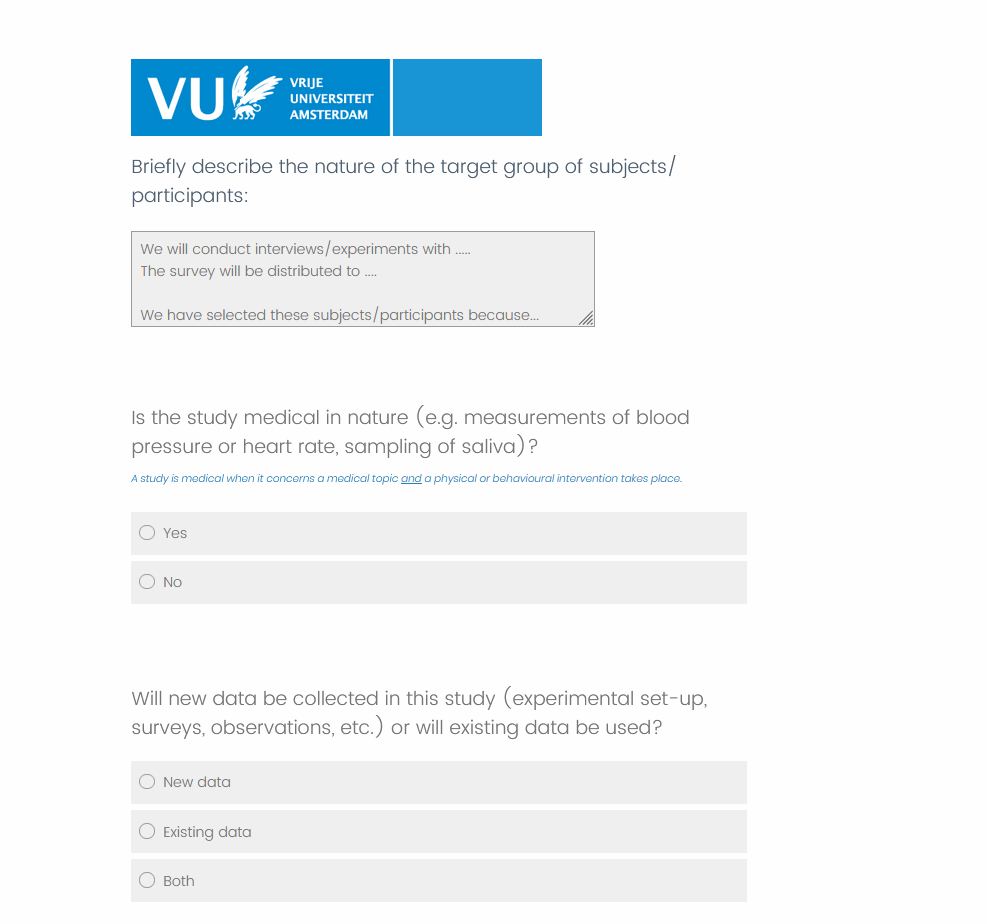 VU
VRIJE
UNIVERSITEIT
AMSTERDAM
Briefly describe the nature of the target group of subjects/
participants:
We will conduct interviews/experiments with .....
The survey will be distributed to ....
We have selected these subjects/participants because...
Is the study medical in nature (e.g. measurements of blood
pressure or heart rate, sampling of saliva)?
A study is medical when it concerns a medical topic and a physical or behavioural intervention takes place.
Yes
No
Will new data be collected in this study (experimental set-up,
surveys, observations, etc.) or will existing data be used?
New data
Existing data
Both